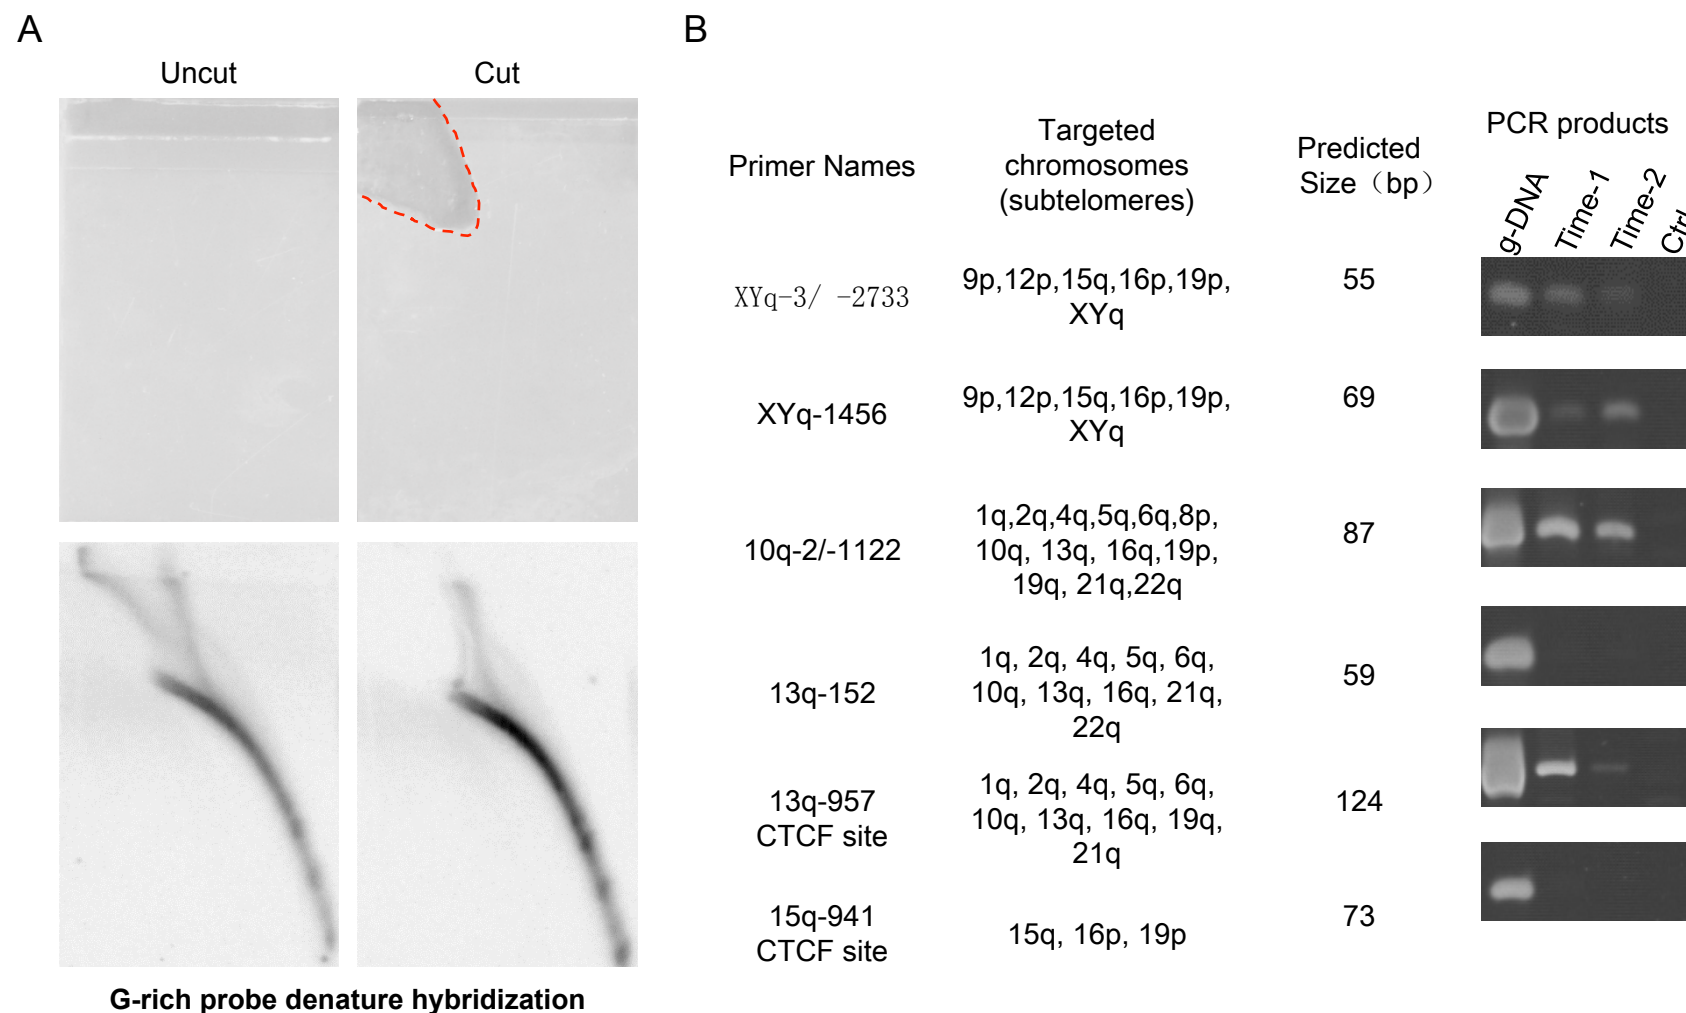 A
Uncut
Cut
G-rich probe denature hybridization
B
Primer Names
Targeted
chromosomes
(subtelomeres)
Predicted
Size（bp）
PCR products
g-DNA
Time-1
Time-2
Ctrl
XYq-3/ -2733
9p,12p,15q,16p,19p,
XYq
55
XYq-1456
9p,12p,15q,16p,19p,
XYq
69
10q-2/-1122
1q,2q,4q,5q,6q,8p,
10q, 13q, 16q,19p,
19q, 21q,22q
87
13q-152
1q, 2q, 4q, 5q, 6q,
10q, 13q, 16q, 21q,
22q
59
13q-957
CTCF site
1q, 2q, 4q, 5q, 6q,
10q, 13q, 16q, 19q,
21q
124
15q-941
CTCF site
15q, 16p, 19p
73